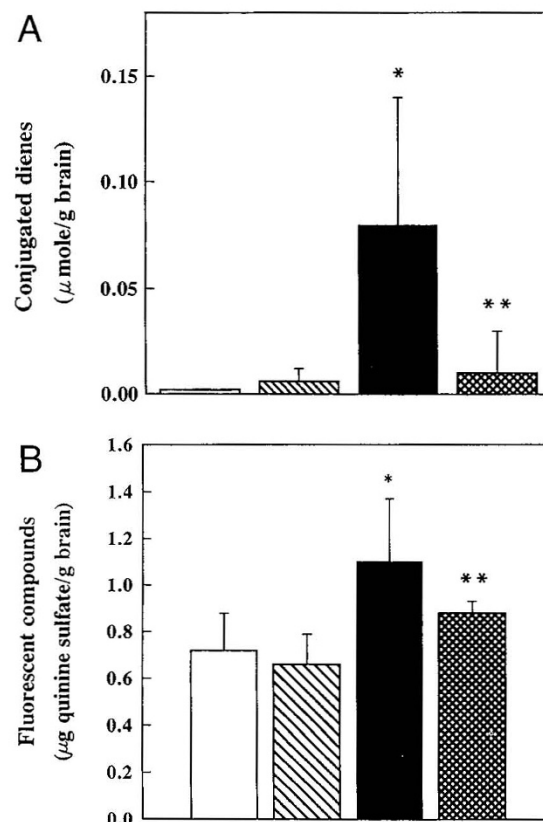 A
Conjugated dienes
(μ mole/g brain)
0.15
0.10
0.05
0.00
*
**
B
Fluorescent compounds
(μg quinine sulfate/g brain)
1.6
1.4
1.2
1.0
0.8
0.6
0.4
0.2
0.0
*
**